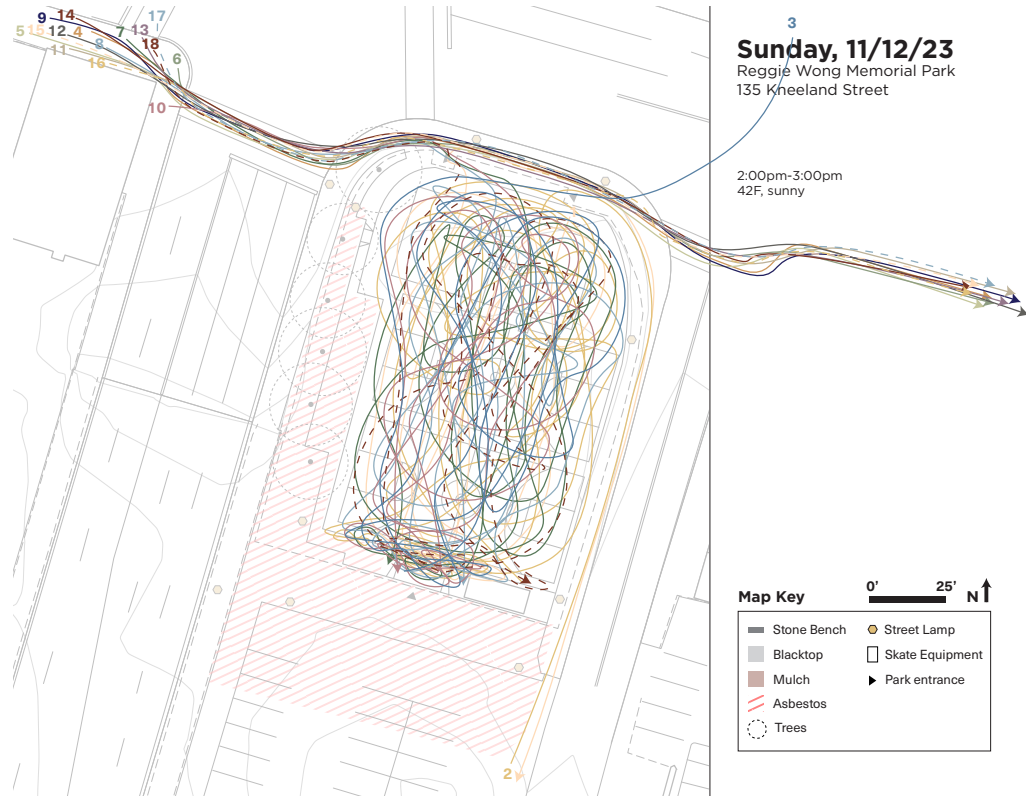 9 14 17
3
5 15 12 4 7 13
8 18
11 6
16
10
Sunday, 11/12/23
Reggie Wong Memorial Park
135 Kneeland Street
2:00pm-3:00pm
42F, sunny
Map Key
0' 25' N
Stone Bench
Street Lamp
Blacktop
Skate Equipment
Mulch
Park entrance
Asbestos
Trees
2